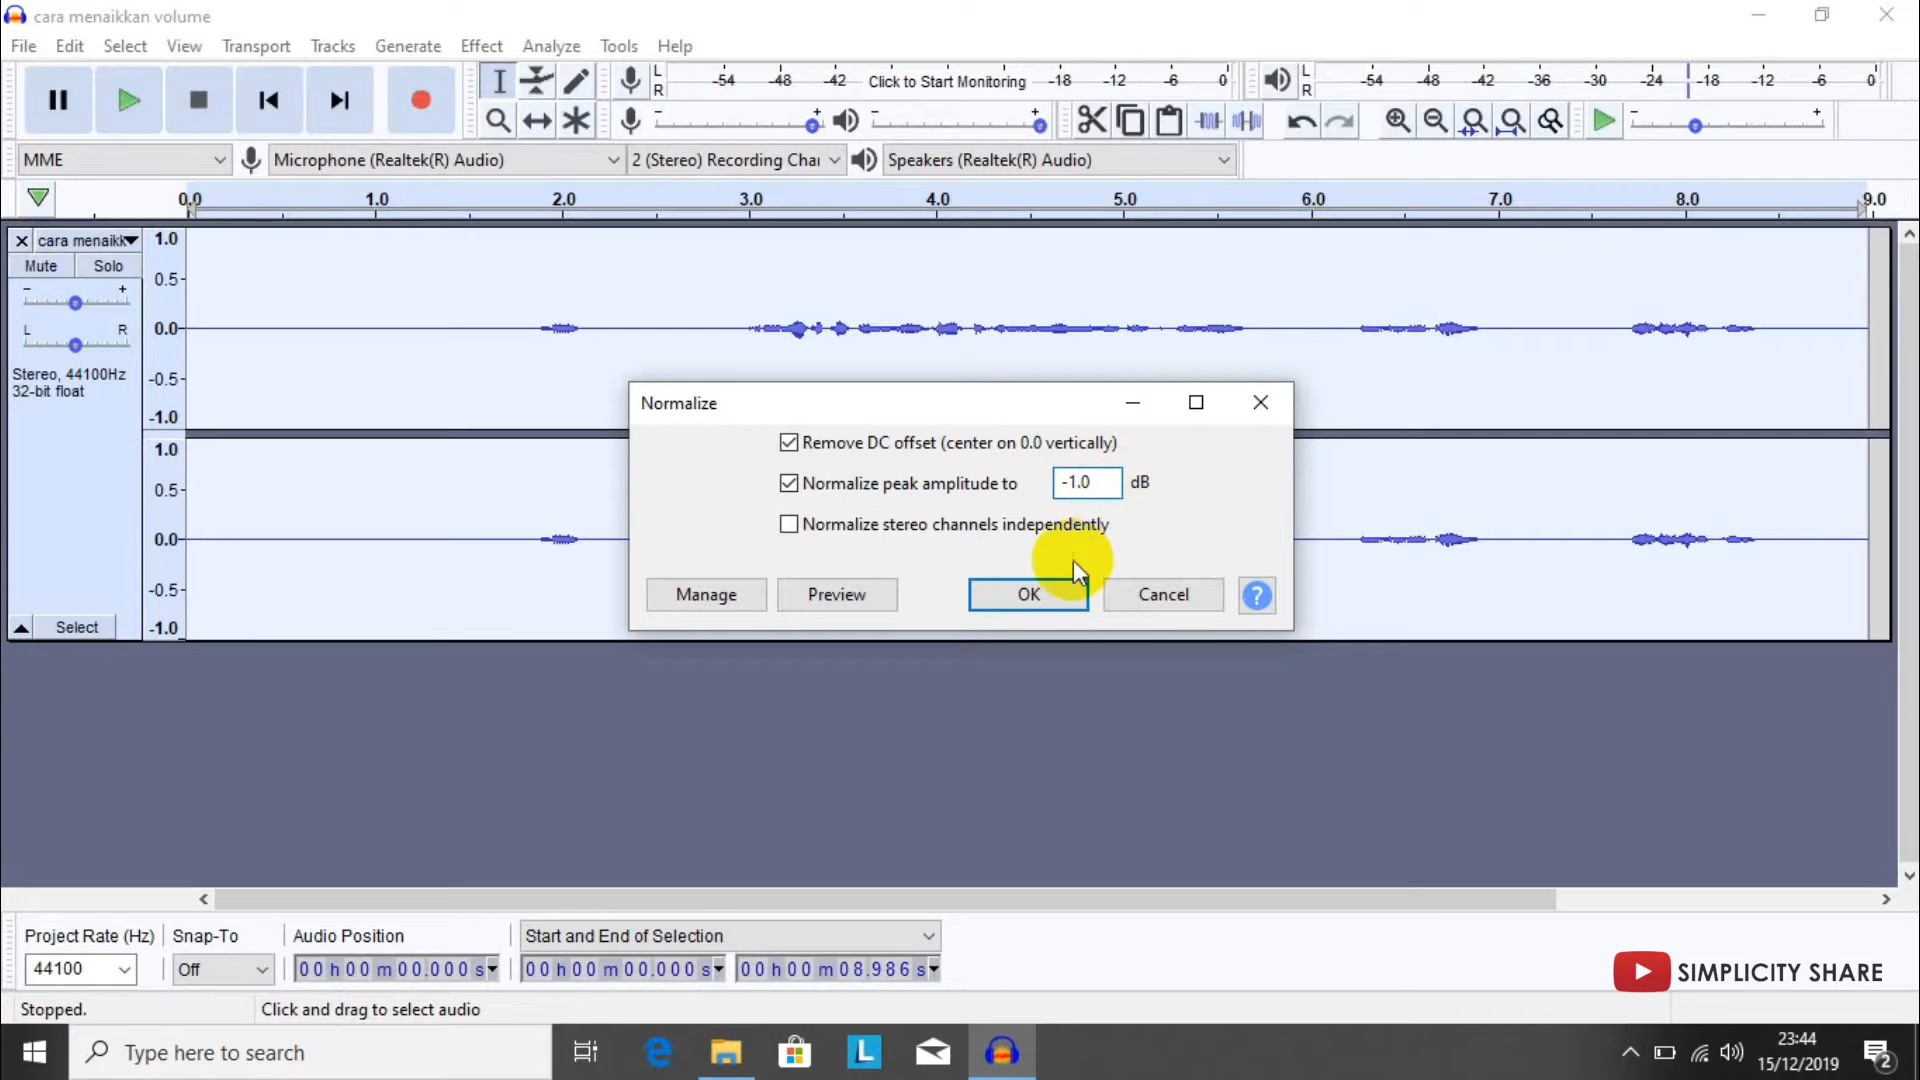 cara menaikkan volume
File Edit Select View Transport Tracks Generate Effect Analyze Tools Help
L R -54 -48 -42 Click to Start Monitoring -18 -12 -6 0 L R -54 -48 -42 -36 -30 -24 -18 -12 -6 0
- + - + - +
MME Microphone (Realtek(R) Audio) 2 (Stereo) Recording Chai Speakers (Realtek(R) Audio)
0.0 1.0 2.0 3.0 4.0 5.0 6.0 7.0 8.0 9.0
cara menaikk 1.0
Mute Solo
0.5
- +
L R 0.0
Stereo, 44100Hz -0.5
32-bit float
-1.0
1.0
0.5
0.0
-0.5
Select -1.0
Normalize
Remove DC offset (center on 0.0 vertically)
Normalize peak amplitude to -1.0 dB
Normalize stereo channels independently
Manage Preview OK Cancel ?
Project Rate (Hz) Snap-To Audio Position Start and End of Selection
44100 Off 00 h 00 m 00.000 s 00 h 00 m 00.000 s 00 h 00 m 08.986 s
SIMPLICITY SHARE
Stopped. Click and drag to select audio
Type here to search L 23:44
15/12/2019 2